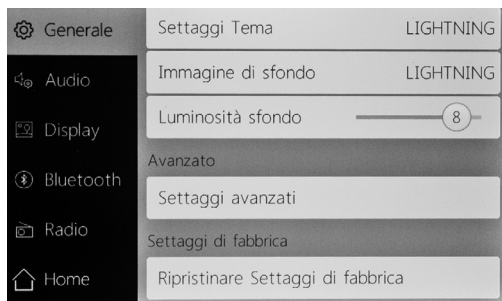 Generale
Audio
Display
Bluetooth
Radio
Home
Settaggi Tema LIGHTNING
Immagine di sfondo LIGHTNING
Luminosità sfondo 8
Avanzato
Settaggi avanzati
Settaggi di fabbrica
Ripristinare Settaggi di fabbrica